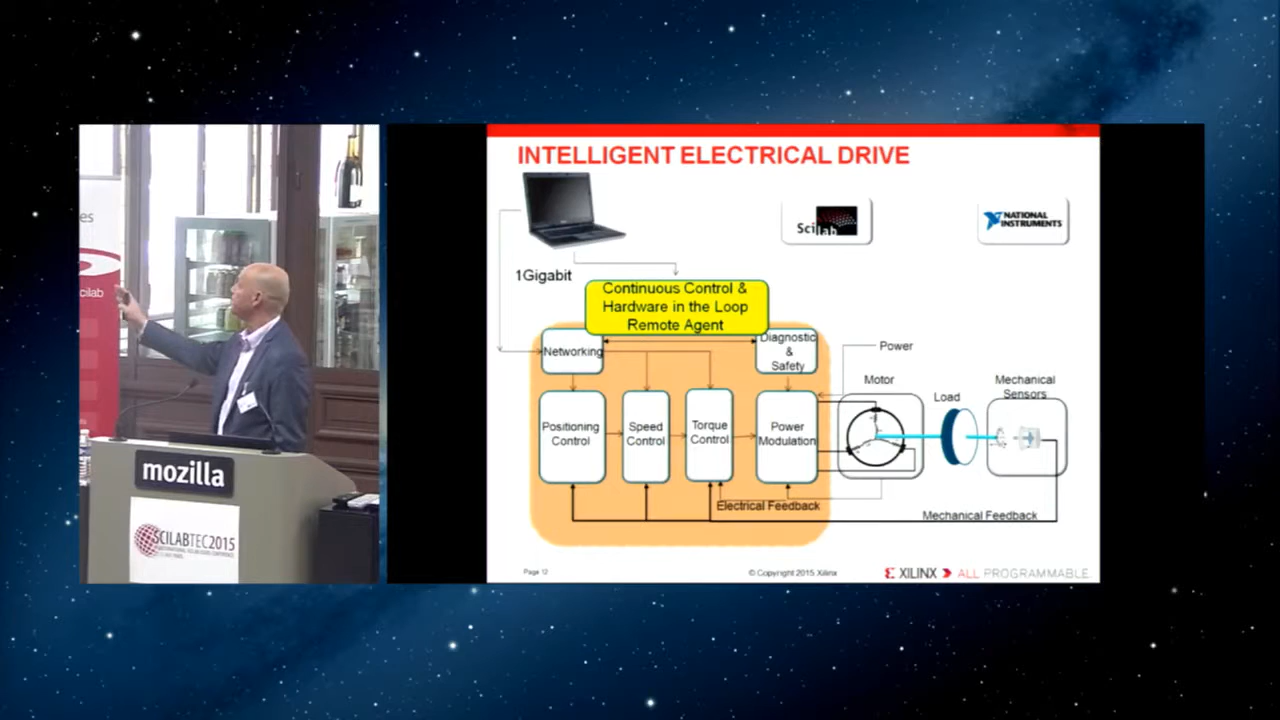 es
cilab
mozilla
SCILABTEC2015
INTELLIGENT ELECTRICAL DRIVE
Scilab
NATIONAL
INSTRUMENTS
1Gigabit
Continuous Control &
Hardware in the Loop
Remote Agent
Networking
Diagnostic
&
Safety
Power
Motor
Load
Mechanical
Sensors
Positioning
Control
Speed
Control
Torque
Control
Power
Modulation
Electrical Feedback
Mechanical Feedback
Page 12
© Copyright 2015 Xilinx
XILINX
ALL PROGRAMMABLE